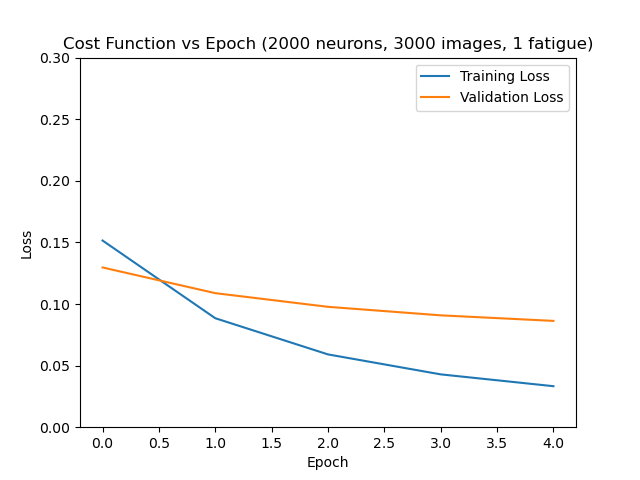 Cost Function vs Epoch (2000 neurons, 3000 images, 1 fatigue)
Training Loss
Validation Loss
0.30
0.25
0.20
0.15
0.10
0.05
0.00
Loss
0.0 0.5 1.0 1.5 2.0 2.5 3.0 3.5 4.0
Epoch